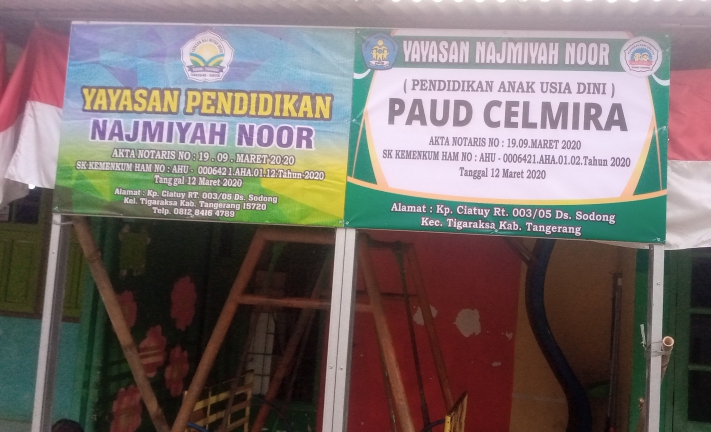 YAYASAN PENDIDIKAN
NAJMIYAH NOOR
AKTA NOTARIS NO : 19 . 09 . MARET 2020
SK-KEMENKUM HAM NO : AHU - 0006421.AHA.01.12.Tahun-2020
Tanggal 12 Maret 2020
Alamat : Kp. Ciatuy RT. 003/05 Ds. Sodong
Kel. Tigaraksa Kab. Tangerang 15720
Telp. 0812 8416 4789
YAYASAN NAJMIYAH NOOR
( PENDIDIKAN ANAK USIA DINI )
PAUD CELMIRA
AKTA NOTARIS NO : 19.09.MARET 2020
SK KEMENKUM HAM NO : AHU - 0006421.AHA.01.02.Tahun 2020
Tanggal 12 Maret 2020
Alamat : Kp. Ciatuy Rt. 003/05 Ds. Sodong
Kec. Tigaraksa Kab. Tangerang